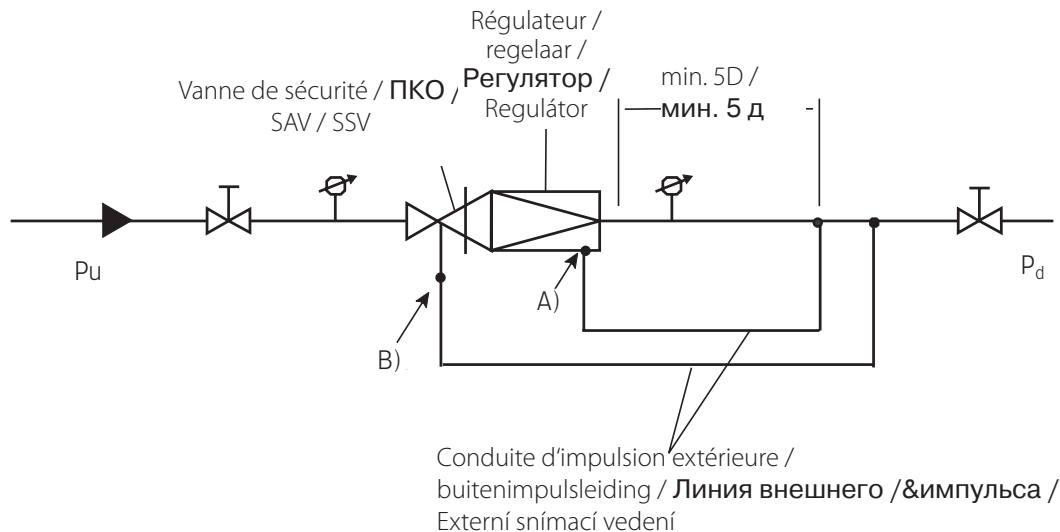 Régulateur /
regelaar /
Регулятор /
Regulátor
Vanne de sécurité / ПКО /
SAV / SSV
min. 5D /
мин. 5 д
Pu
Pd
A)
B)
Conduite d'impulsion extérieure /
buitenimpulsleiding / Линия внешнего /&импульса /
Externí snímací vedení